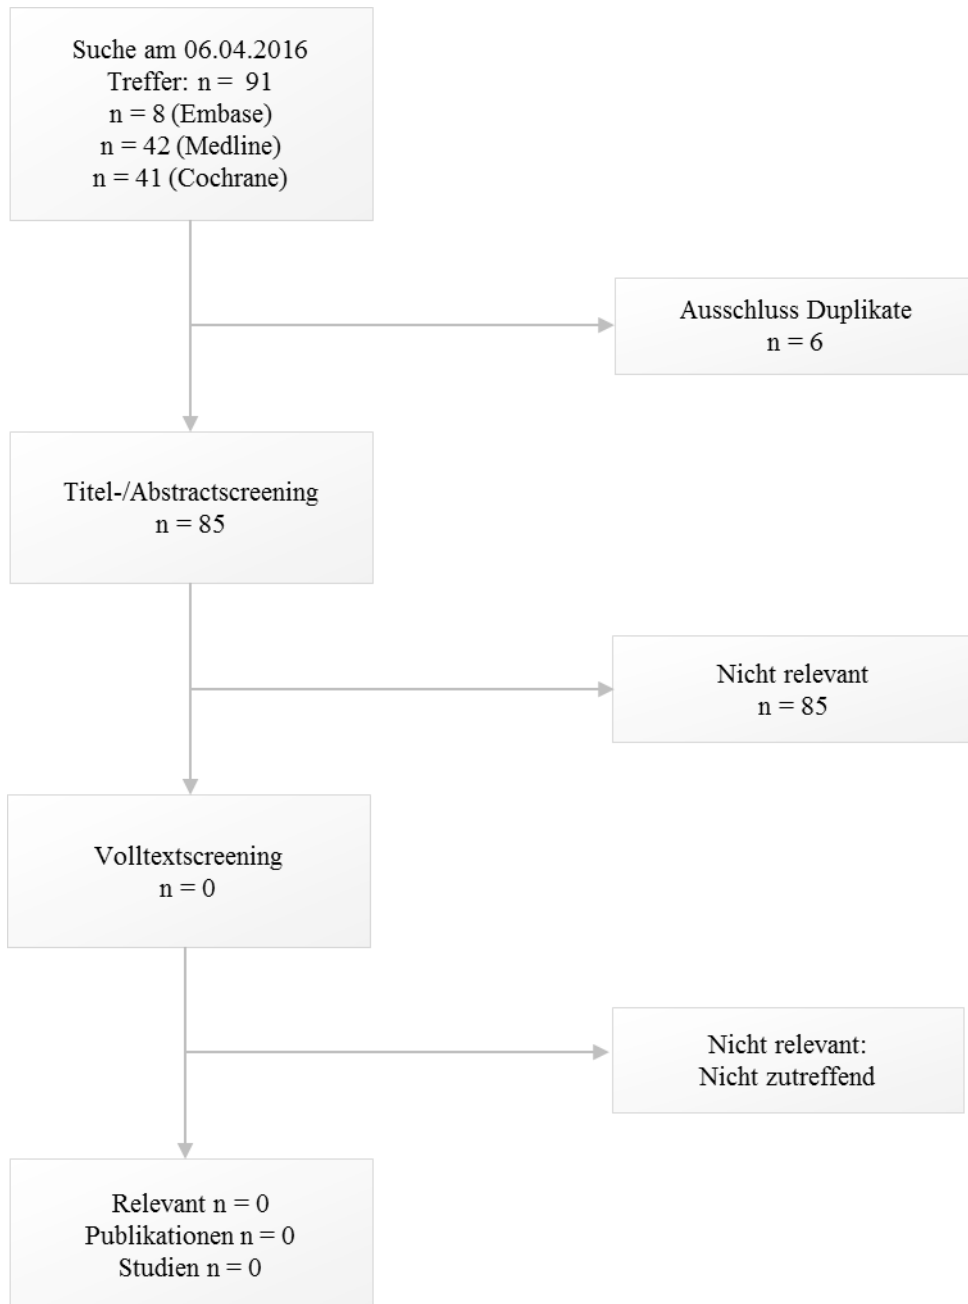 Suche am 06.04.2016
Treffer: n =  91
n = 8 (Embase)
n = 42 (Medline)
n = 41 (Cochrane)
Ausschluss Duplikate
n = 6
Titel-/Abstractscreening
n = 85
Nicht relevant
n = 85
Volltextscreening
n = 0
Nicht relevant:
Nicht zutreffend
Relevant n = 0
Publikationen n = 0
Studien n = 0